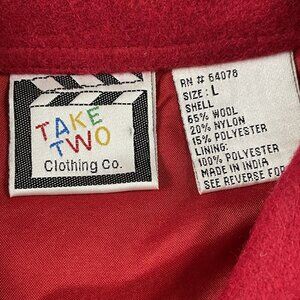 TAKE
TWO
Clothing Co.
RN # 64078
SIZE: L
SHELL
65% WOOL
20% NYLON
15% POLYESTER
LINING:
100% POLYESTER
MADE IN INDIA
SEE REVERSE FOR